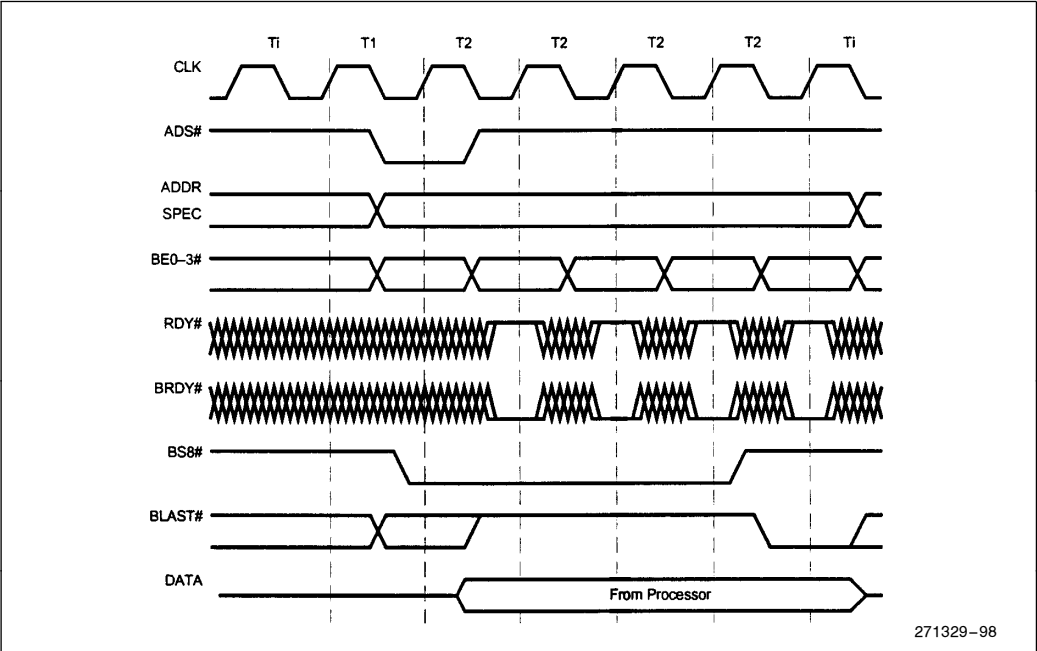 Ti T1 T2 T2 T2 T2 Ti
CLK
ADS#
ADDR
SPEC
BE0–3#
RDY#
BRDY#
BS8#
BLAST#
DATA
From Processor
271329–98